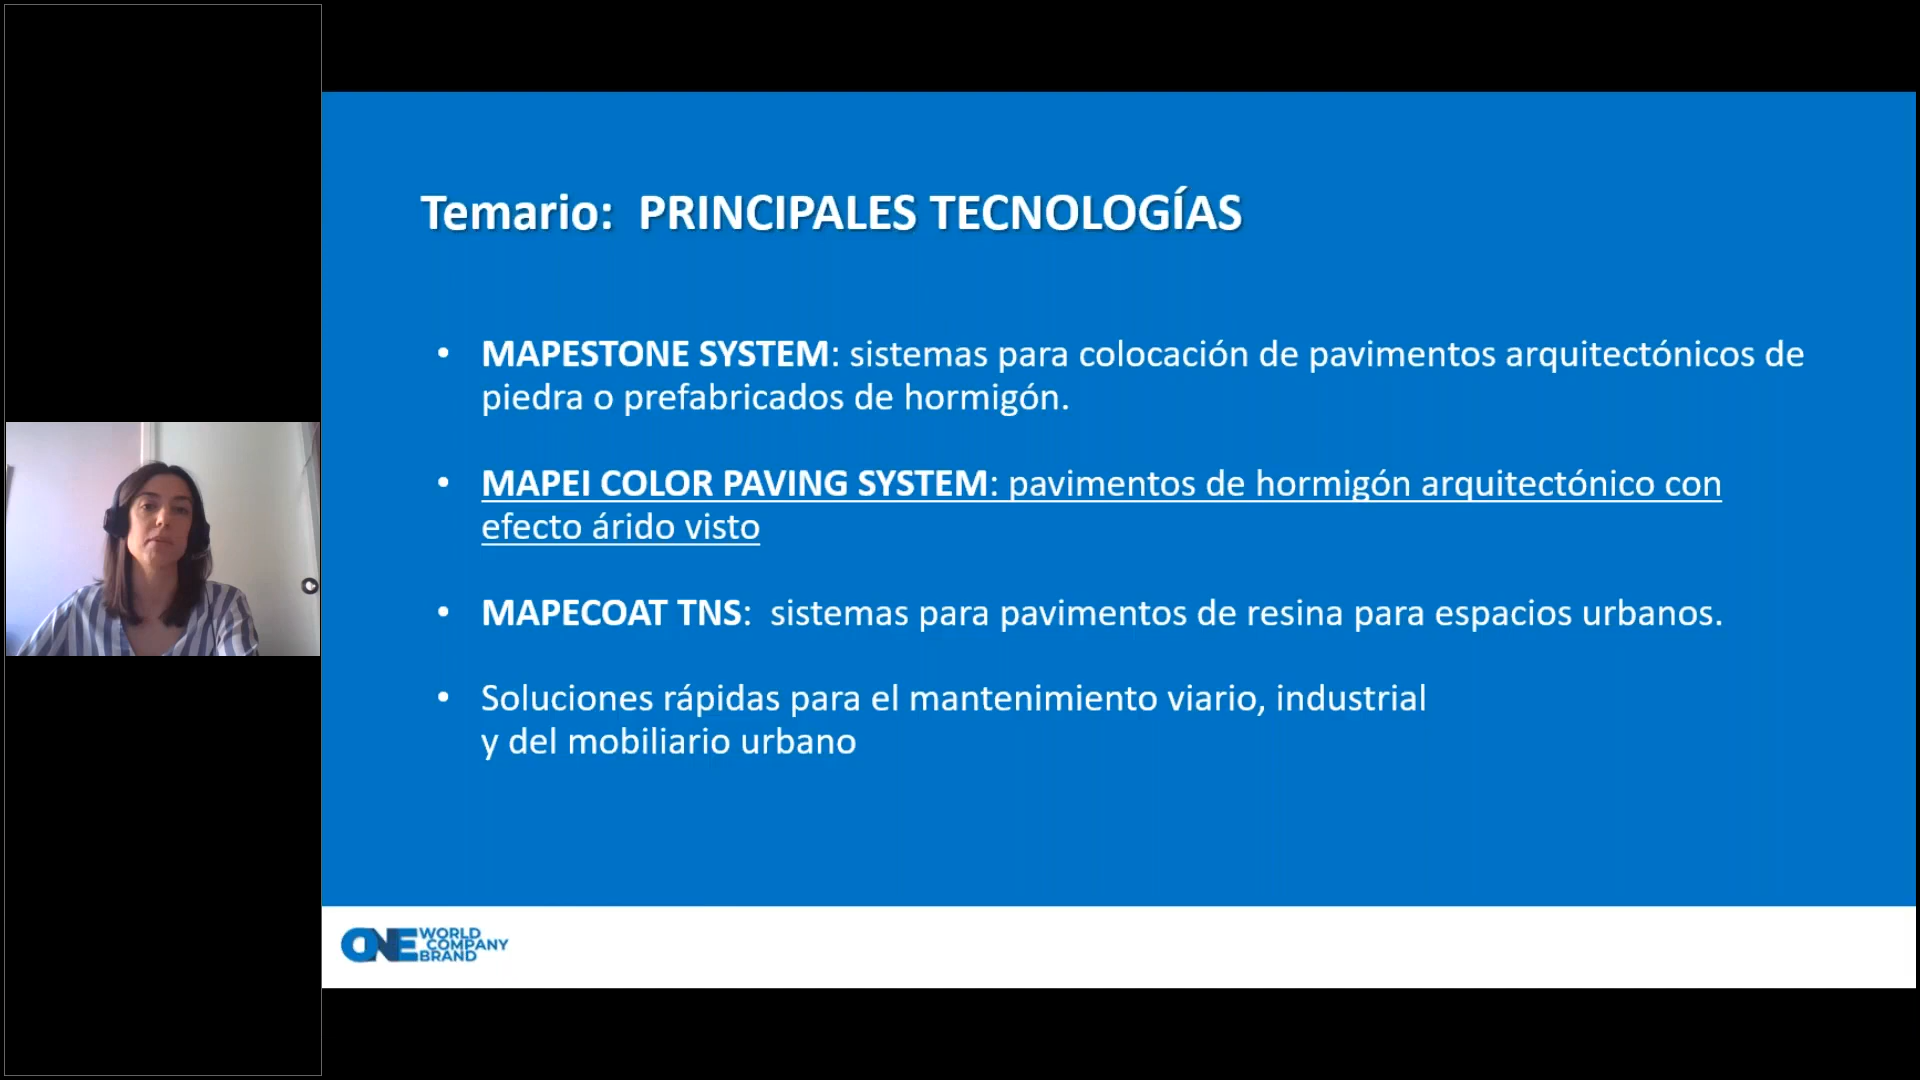 Temario: PRINCIPALES TECNOLOGÍAS
• MAPESTONE SYSTEM: sistemas para colocación de pavimentos arquitectónicos de
piedra o prefabricados de hormigón.
• MAPEI COLOR PAVING SYSTEM: pavimentos de hormigón arquitectónico con
efecto árido visto
• MAPECOAT TNS: sistemas para pavimentos de resina para espacios urbanos.
• Soluciones rápidas para el mantenimiento viario, industrial
y del mobiliario urbano
ONE WORLD
COMPANY
BRAND